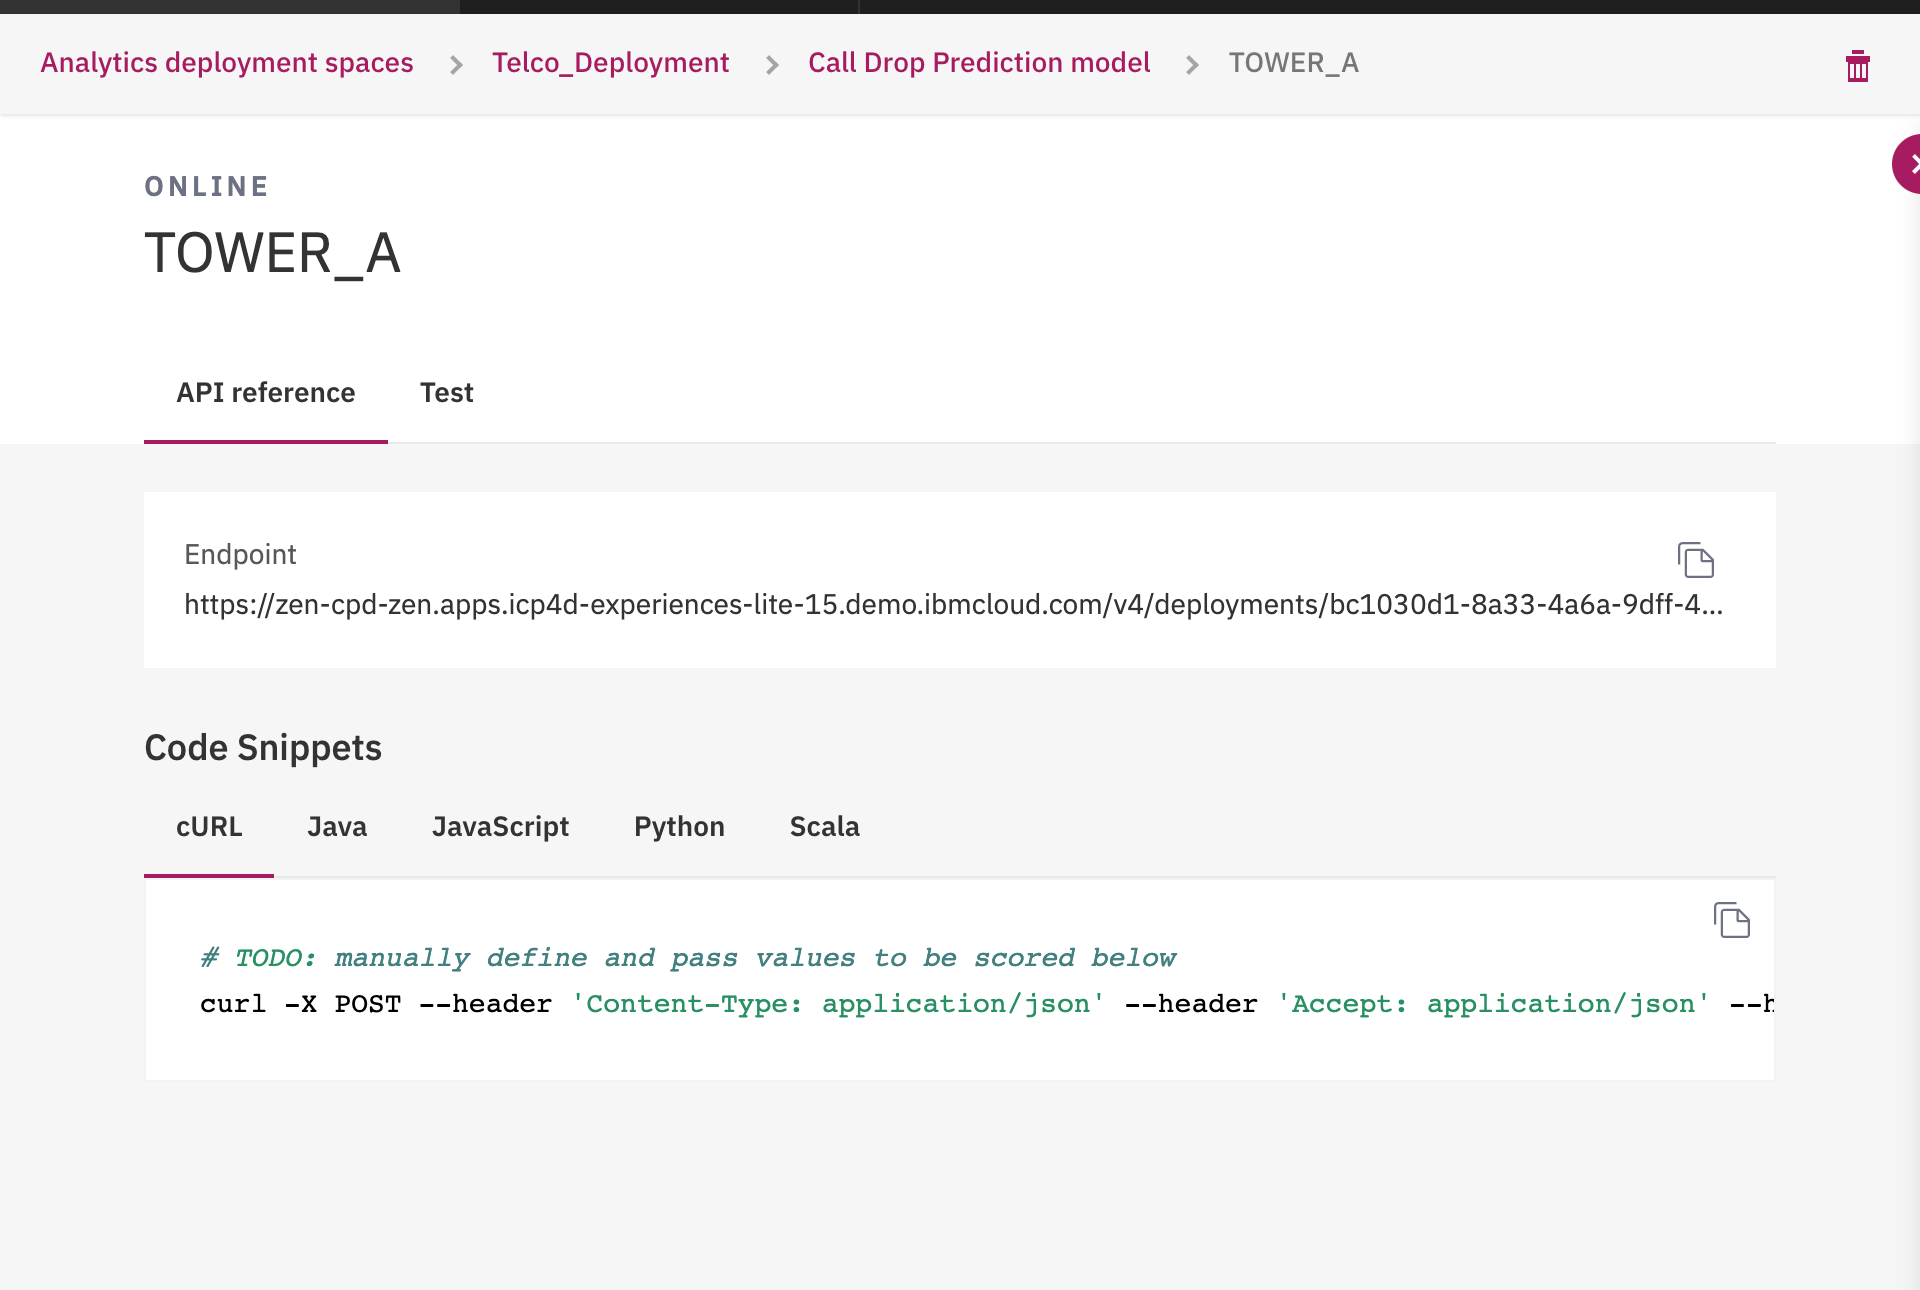 Analytics deployment spaces > Telco_Deployment > Call Drop Prediction model > TOWER_A
ONLINE
TOWER_A
API reference Test
Endpoint
https://zen-cpd-zen.apps.icp4d-experiences-lite-15.demo.ibmcloud.com/v4/deployments/bc1030d1-8a33-4a6a-9dff-4...
Code Snippets
cURL Java JavaScript Python Scala
# TODO: manually define and pass values to be scored below
curl -X POST --header 'Content-Type: application/json' --header 'Accept: application/json' --h